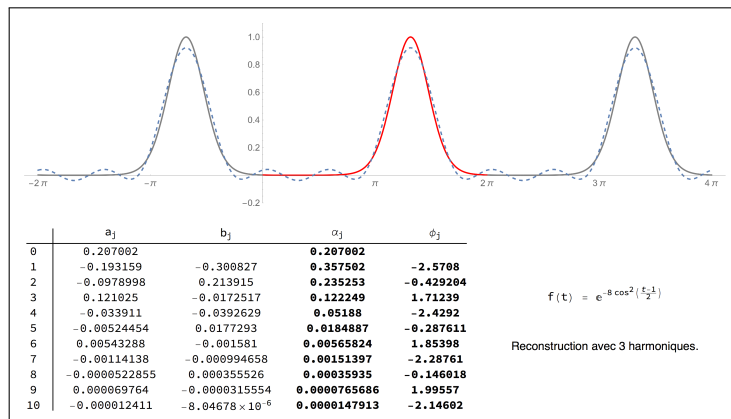 1.0
0.8
0.6
0.4
0.2
-2 π -π π 2 π 3 π 4 π
-0.2
a_j b_j α_j ϕ_j
0 0.207002 0.207002
1 -0.193159 -0.300827 0.357502 -2.5708
2 -0.0978998 0.213915 0.235253 -0.429204
3 0.121025 -0.0172517 0.122249 1.71239
4 -0.033911 -0.0392629 0.05188 -2.4292
5 -0.00524454 0.0177293 0.0184887 -0.287611
6 0.00543288 -0.001581 0.00565824 1.85398
7 -0.00114138 -0.000994658 0.00151397 -2.28761
8 -0.0000522855 0.000355526 0.00035935 -0.146018
9 0.000069764 -0.0000315554 0.0000765686 1.99557
10 -0.000012411 -8.04678 × 10^-6 0.0000147913 -2.14602
f(t) = e^(-8 cos^2((t-1)/2))
Reconstruction avec 3 harmoniques.